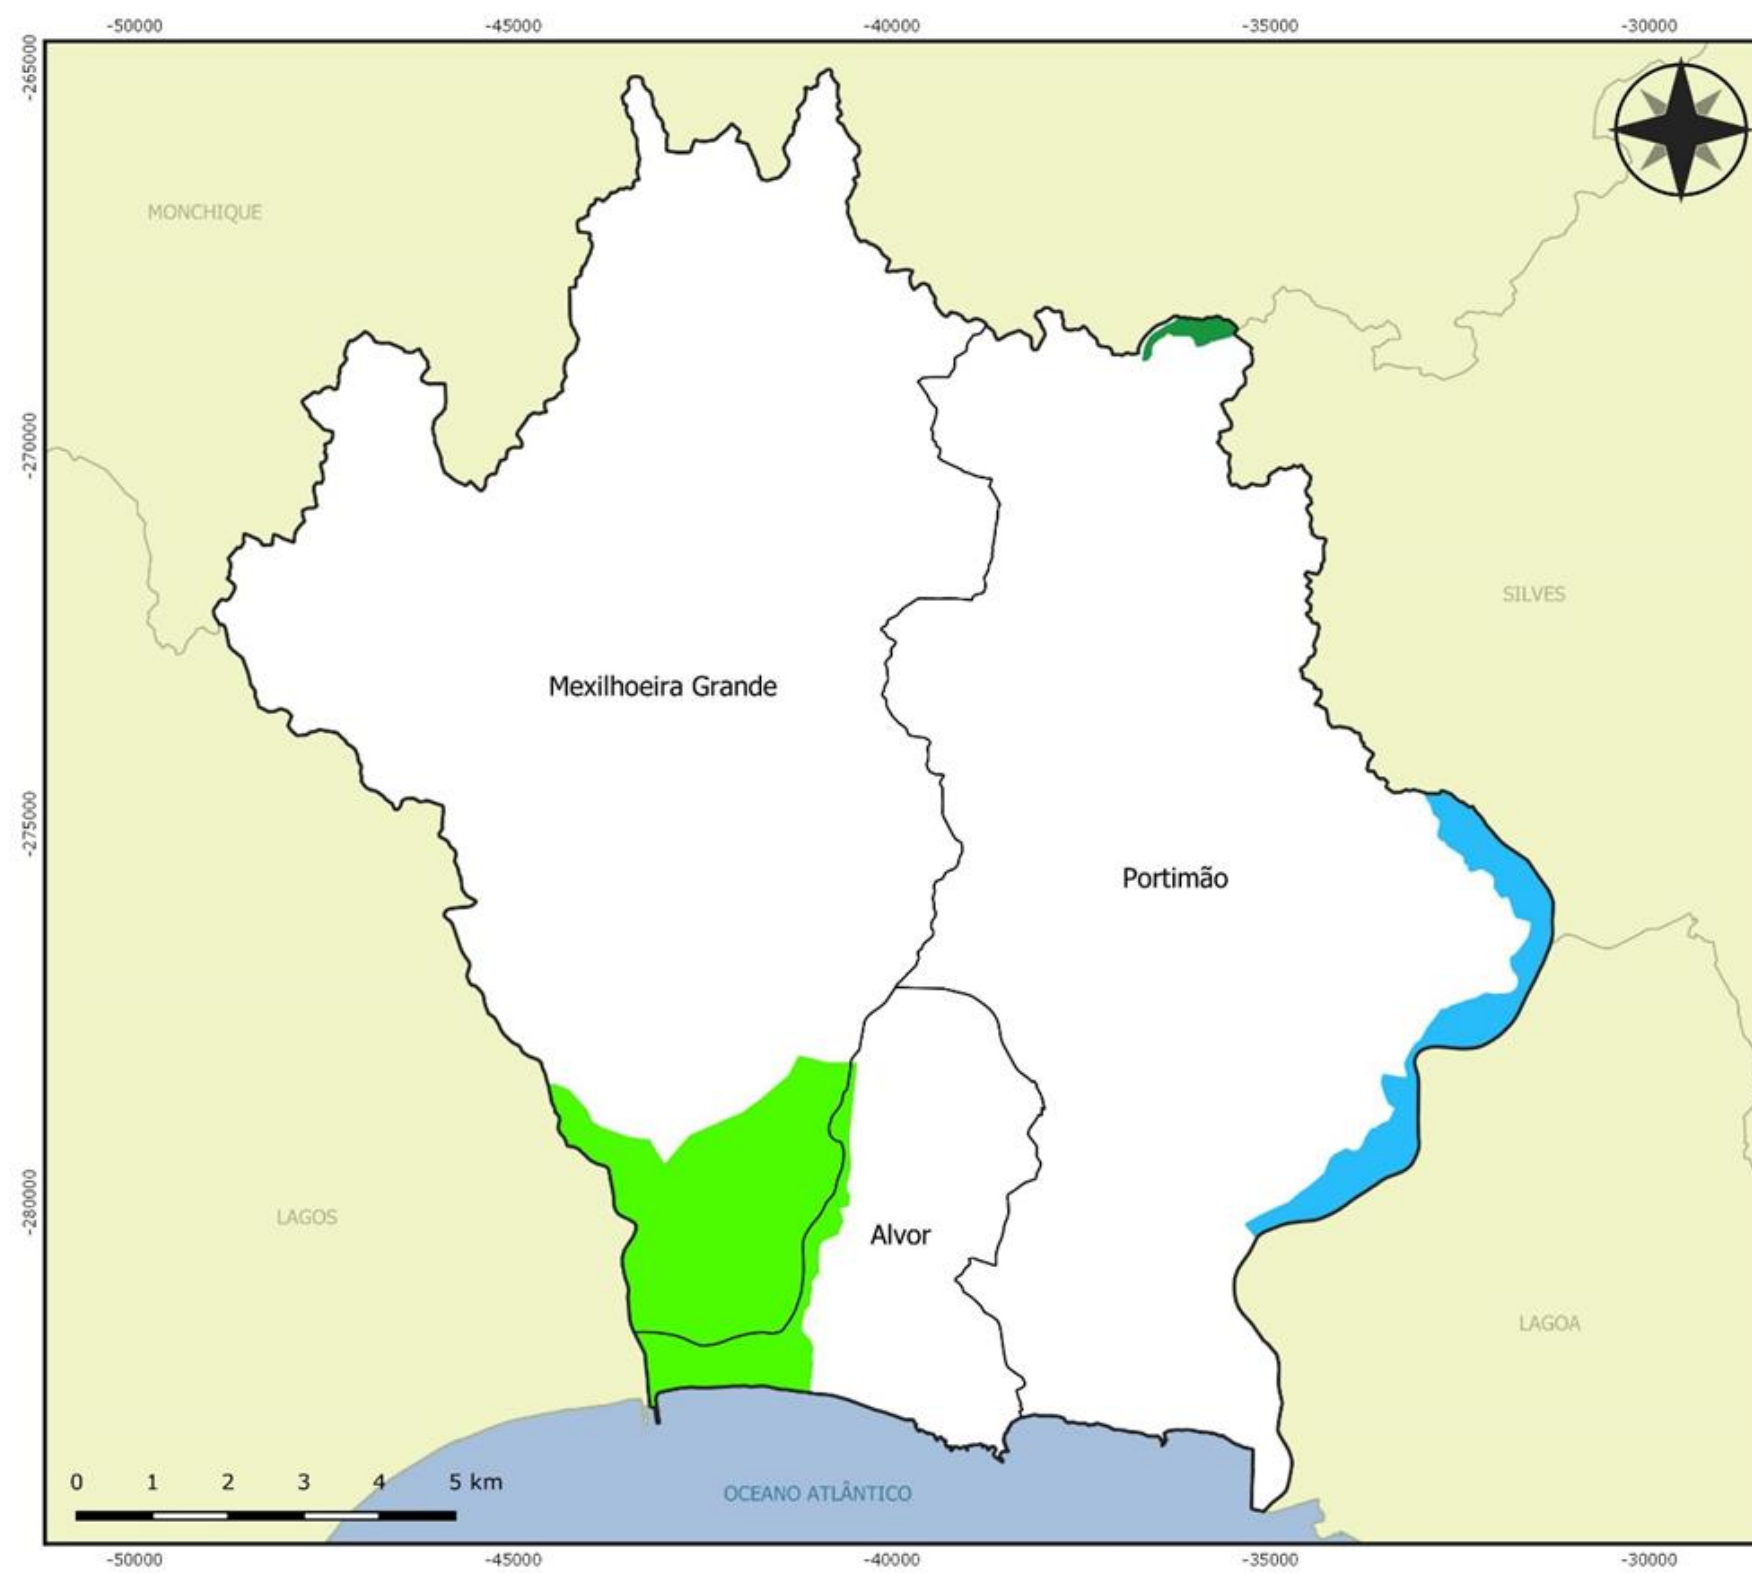 -50000 -45000 -40000 -35000 -30000
-265000
MONCHIQUE
-270000
SILVES
Mexilhoeira Grande
-275000
Portimão
-280000
LAGOS
Alvor
LAGOA
0 1 2 3 4 5 km
OCEANO ATLÂNTICO
-50000 -45000 -40000 -35000 -30000